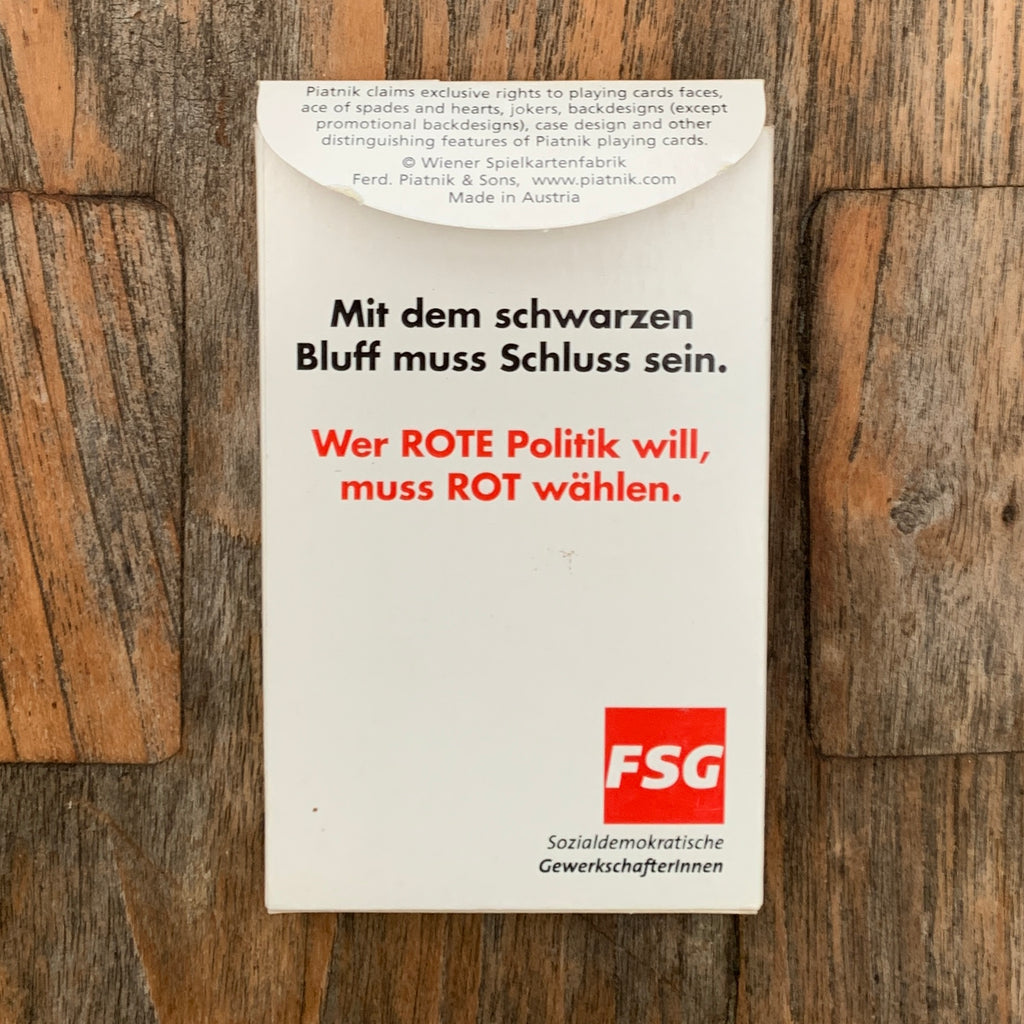 Piatnik claims exclusive rights to playing cards faces,
ace of spades and hearts, jokers, backdesigns (except
promotional backdesigns), case design and other
distinguishing features of Piatnik playing cards.
© Wiener Spielkartenfabrik
Ferd. Piatnik & Sons, www.piatnik.com
Made in Austria
Mit dem schwarzen
Bluff muss Schluss sein.
Wer ROTE Politik will,
muss ROT wählen.
FSG
Sozialdemokratische
GewerkschafterInnen